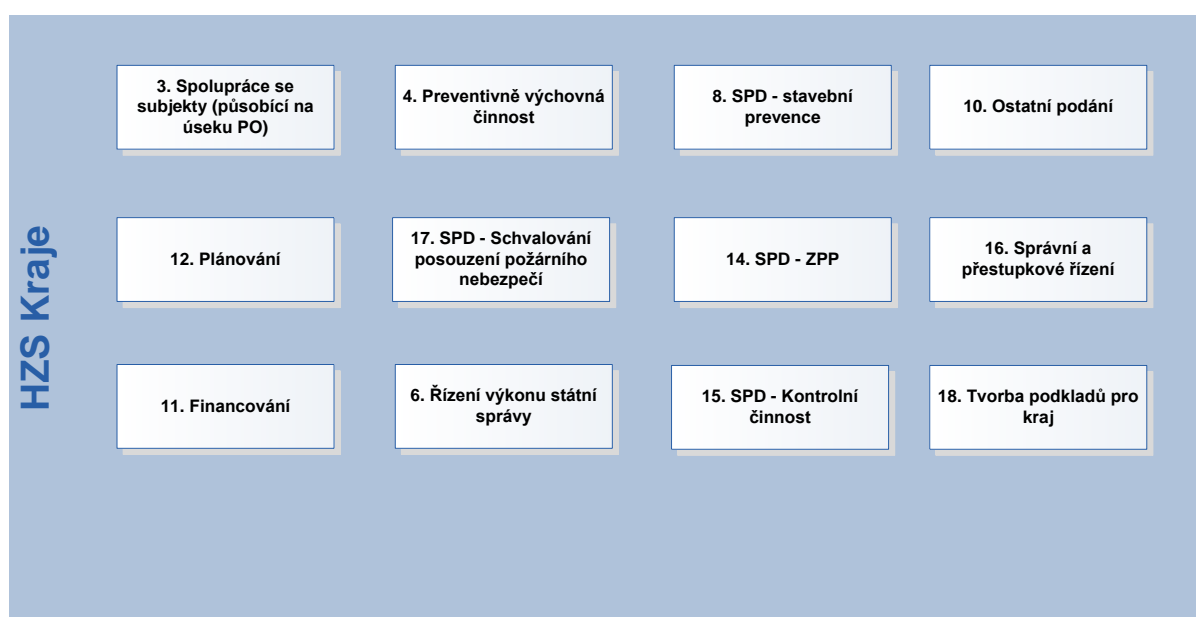 HZS Kraje
3. Spolupráce se
subjekty (působící na
úseku PO)
4. Preventivně výchovná
činnost
8. SPD - stavební
prevence
10. Ostatní podání
12. Plánování
17. SPD - Schvalování
posouzení požárního
nebezpečí
14. SPD - ZPP
16. Správní a
přestupkové řízení
11. Financování
6. Řízení výkonu státní
správy
15. SPD - Kontrolní
činnost
18. Tvorba podkladů pro
kraj